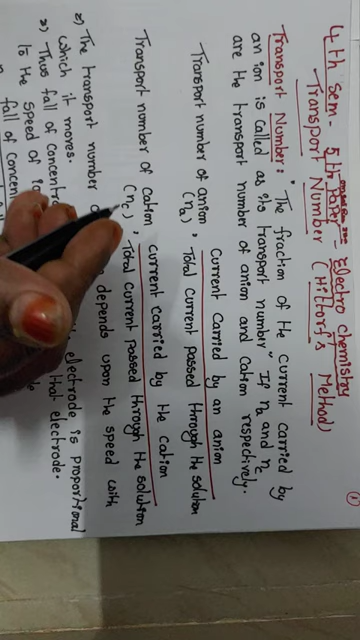 4th Sem - 5th Paper - Electro chemistry
Transport Number (Hittorf's Method)
Transport Number: "The fraction of the current carried by
an ion is called as its transport number" If na and nc
are the transport number of anion and cation respectively.
Transport number of anion (na) = Current carried by an anion
Total current passed through the solution
Transport number of cation (nc) = current carried by the cation
Total current passed through the solution
2) The transport number depends upon the speed with
which it moves.
3) Thus fall of concent electrode is proportional
to the speed of that electrode.
fall of concen